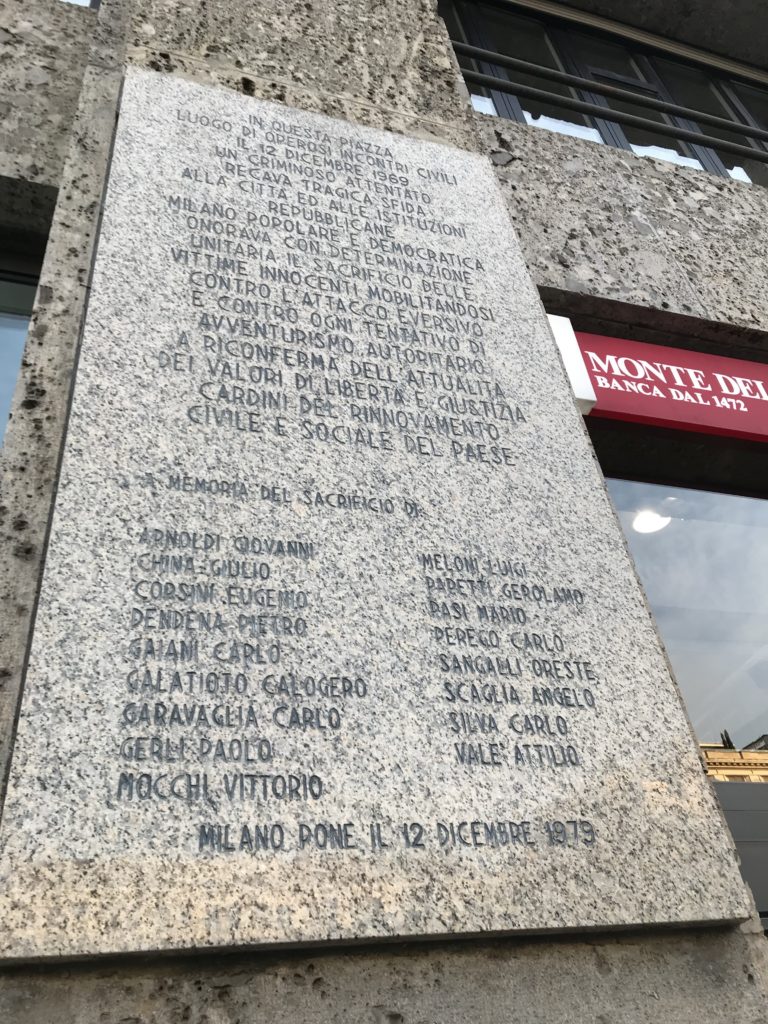 IN QUESTA PIAZZA
LUOGO DI OPEROSI INCONTRI CIVILI
IL 12 DICEMBRE 1969
UN CRIMINOSO ATTENTATO
RECAVA TRAGICA SFIDA
ALLA CITTÀ ED ALLE ISTITUZIONI
REPUBBLICANE
MILANO POPOLARE E DEMOCRATICA
ONORAVA CON DETERMINAZIONE
UNITARIA IL SACRIFICIO DELLE
VITTIME INNOCENTI MOBILITANDOSI
CONTRO L'ATTACCO EVERSIVO
E CONTRO OGNI TENTATIVO DI
AVVENTURISMO AUTORITARIO
A RICONFERMA DELL'ATTUALITÀ
DEI VALORI DI LIBERTÀ E GIUSTIZIA
CARDINI DEL RINNOVAMENTO
CIVILE E SOCIALE DEL PAESE
A MEMORIA DEL SACRIFICIO DI:
ARNOLDI GIOVANNI
CHINA GIULIO
CORSINI EUGENIO
DENDENA PIETRO
GAIANI CARLO
GALATIOTO CALOGERO
GARAVAGLIA CARLO
GERLI PAOLO
MOCCHI VITTORIO
MELONI LUIGI
PAPETTI GEROLAMO
PASI MARIO
PEREGO CARLO
SANGALLI ORESTE
SCAGLIA ANGELO
SILVA CARLO
VALE' ATTILIO
MILANO PONE IL 12 DICEMBRE 1979
MONTE DEI
BANCA DAL 1472